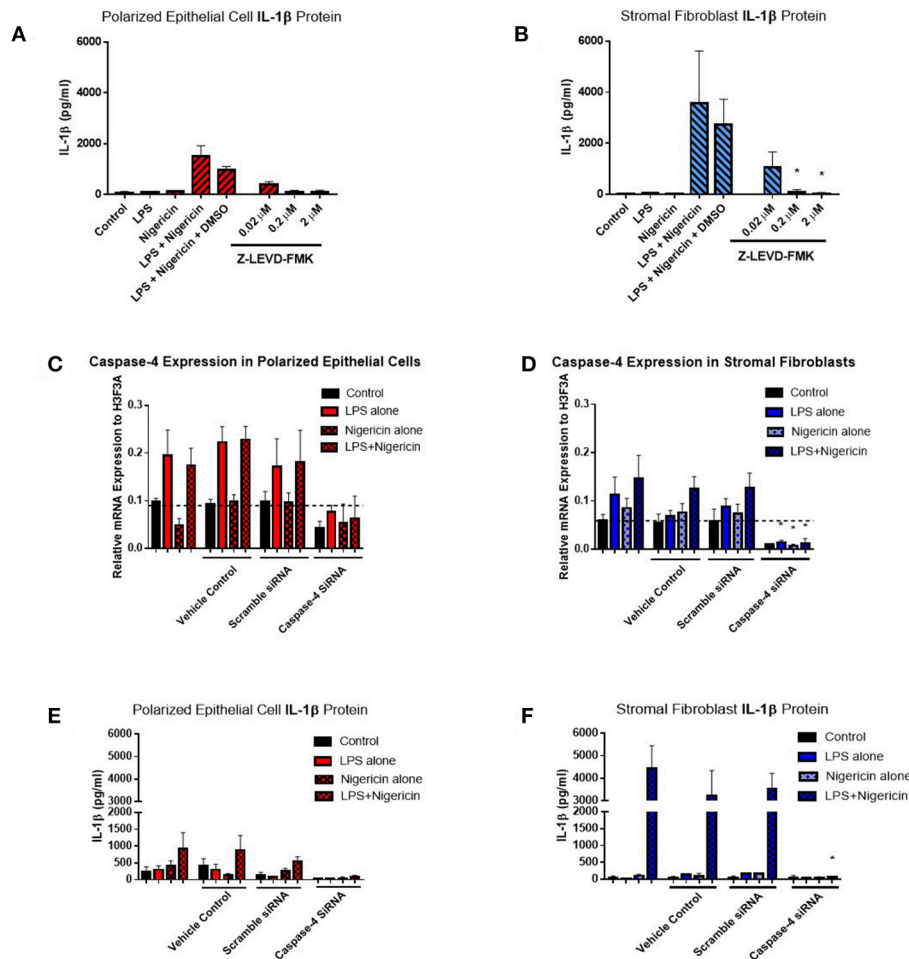 A
Polarized Epithelial Cell IL-1β Protein
IL-1β (pg/ml)
6000
4000
2000
0
Control
LPS
Nigericin
LPS + Nigericin
LPS + Nigericin + DMSO
0.02 µM
0.2 µM
2 µM
Z-LEVD-FMK
B
Stromal Fibroblast IL-1β Protein
IL-1β (pg/ml)
6000
4000
2000
0
*
*
Control
LPS
Nigericin
LPS + Nigericin
LPS + Nigericin + DMSO
0.02 µM
0.2 µM
2 µM
Z-LEVD-FMK
C
Caspase-4 Expression in Polarized Epithelial Cells
Relative mRNA Expression to H3F3A
0.3
0.2
0.1
0.0
Control
LPS alone
Nigericin alone
LPS+Nigericin
Vehicle Control
Scramble siRNA
Caspase-4 SiRNA
D
Caspase-4 Expression in Stromal Fibroblasts
Relative mRNA Expression to H3F3A
0.3
0.2
0.1
0.0
Control
LPS alone
Nigericin alone
LPS+Nigericin
* * *
Vehicle Control
Scramble siRNA
Caspase-4 siRNA
E
Polarized Epithelial Cell IL-1β Protein
IL-1β (pg/ml)
6000
5000
4000
3000
2000
1500
1000
500
0
Control
LPS alone
Nigericin alone
LPS+Nigericin
Vehicle Control
Scramble siRNA
Caspase-4 SiRNA
F
Stromal Fibroblast IL-1β Protein
IL-1β (pg/ml)
6000
5000
4000
3000
2000
1500
1000
500
0
Control
LPS alone
Nigericin alone
LPS+Nigericin
*
Vehicle Control
Scramble siRNA
Caspase-4 siRNA